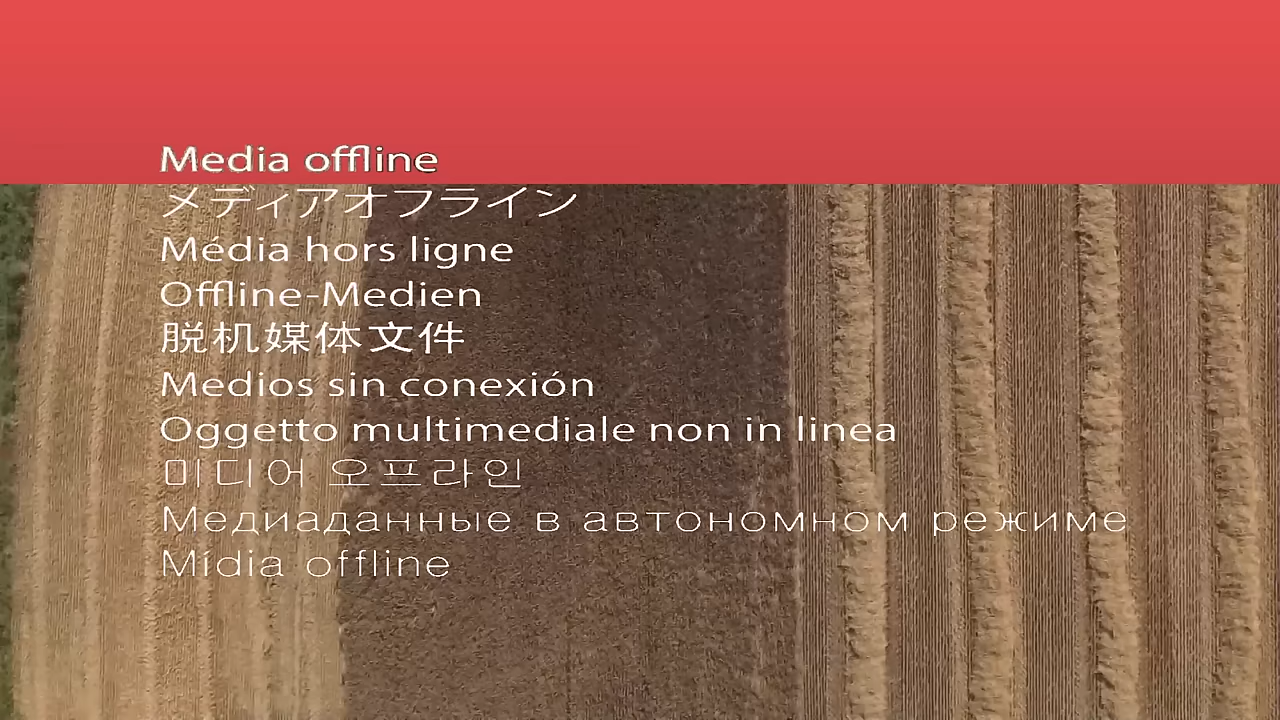 Media offline
メディアオフライン
Média hors ligne
Offline-Medien
脱机媒体文件
Medios sin conexión
Oggetto multimediale non in linea
미디어 오프라인
Медиаданные в автономном режиме
Mídia offline